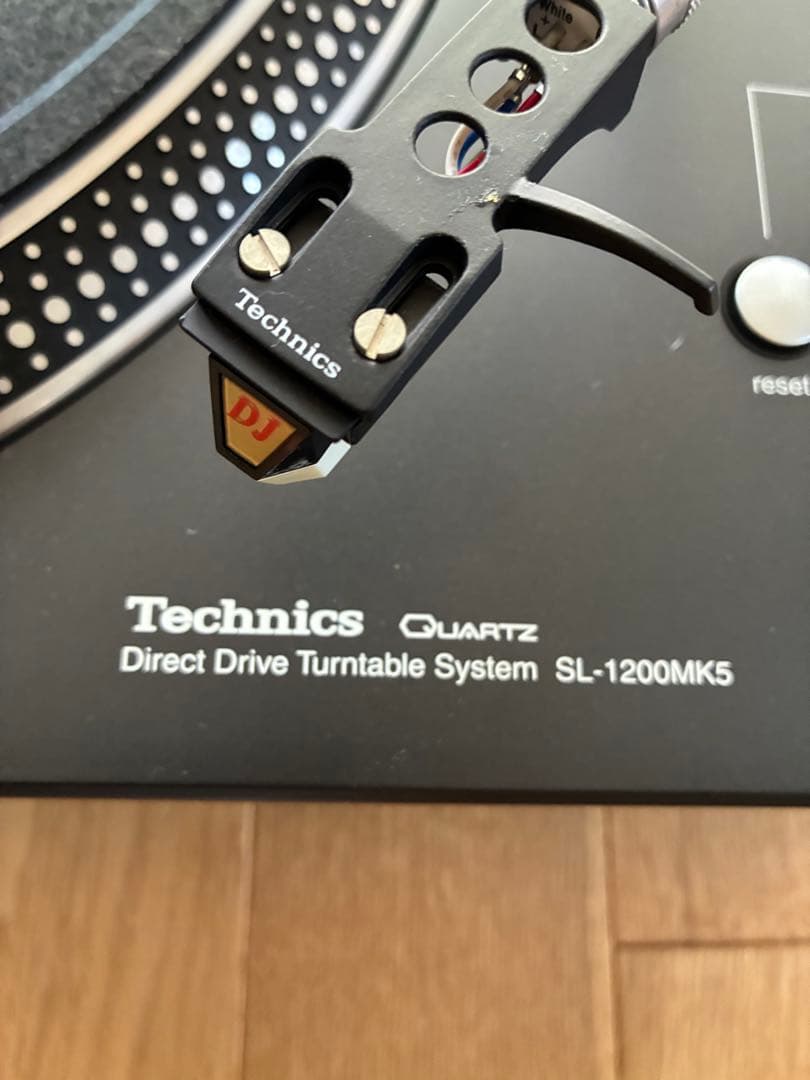 White
+
Technics
DJ
reset
Technics QUARTZ
Direct Drive Turntable System SL-1200MK5